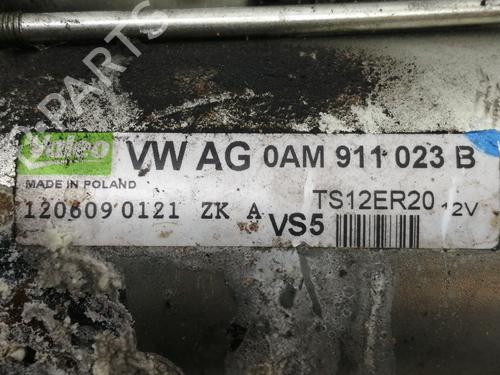 Valeo VW AG 0AM 911 023 B
MADE IN POLAND TS12ER20 12V
120609 0121 ZK A VS5